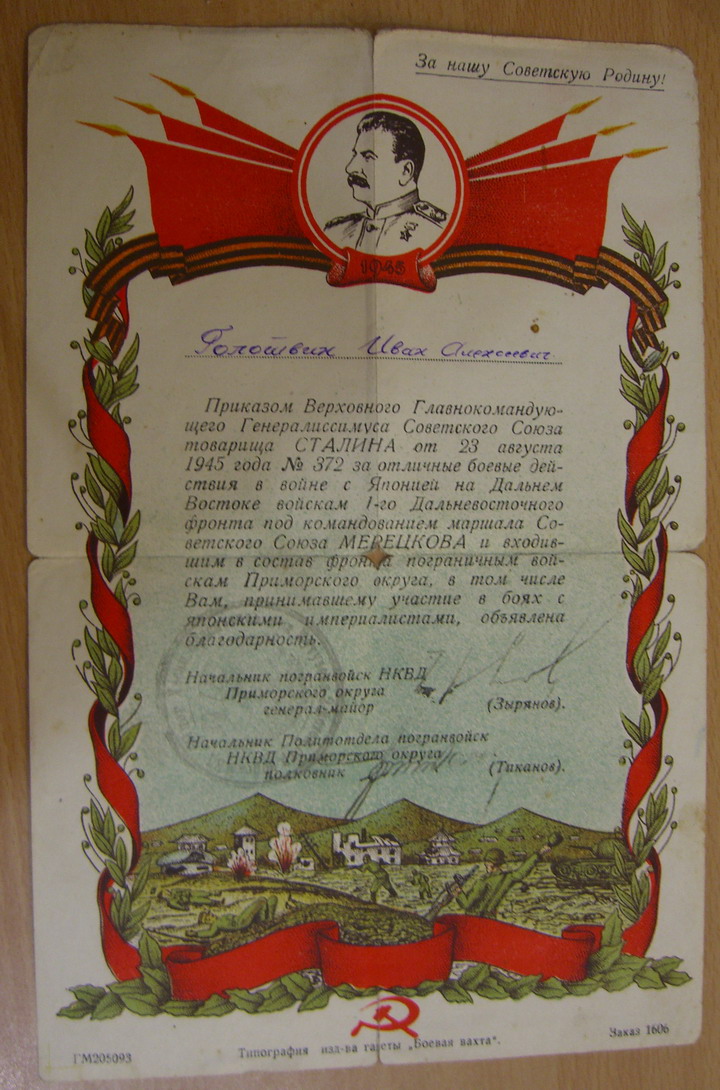 За нашу Советскую Родину!
1945
Иван Алексеевич
Приказом Верховного Главнокомандую-
щего Генералиссимуса Советского Союза
товарища СТАЛИНА от 23 августа
1945 года № 372 за отличные боевые дей-
ствия в войне с Японией на Дальнем
Востоке войскам 1-го Дальневосточного
фронта под командованием маршала Со-
ветского Союза МЕРЕЦКОВА и входив-
шим в состав фронта пограничным вой-
скам Приморского округа, в том числе
Вам, принимавшему участие в боях с
японскими империалистами, объявлена
благодарность.
Начальник погранвойск НКВД
Приморского округа
генерал-майор (Зырянов).
Начальник Политотдела погранвойск
НКВД Приморского округа
полковник (Тиканов).
ГМ205093 Типография изд-ва газеты „Боевая вахта". Заказ 1606